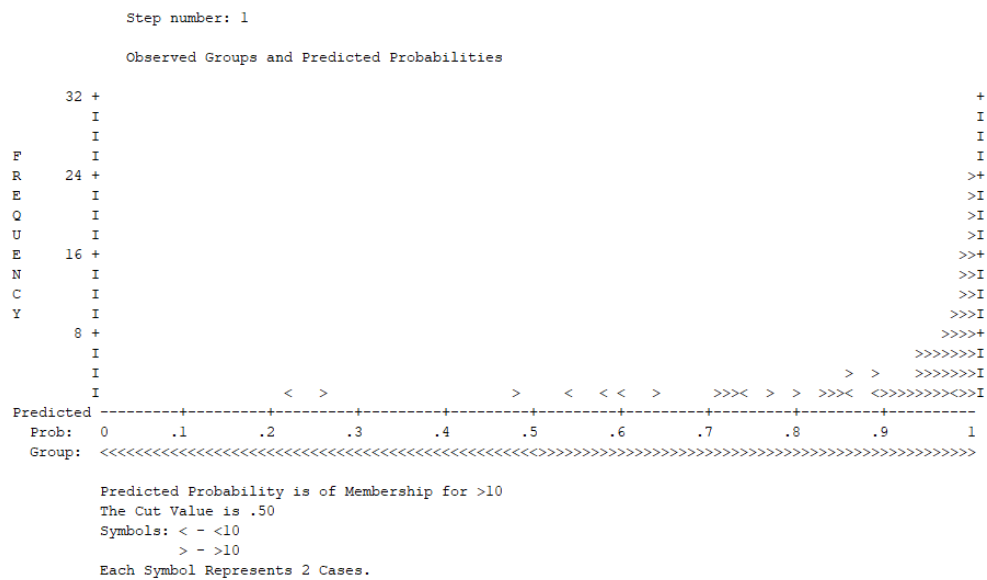 Step number: 1
Observed Groups and Predicted Probabilities
      32 +                                                                                                    +
         I                                                                                                    I
         I                                                                                                    I
F        I                                                                                                    I
R     24 +                                                                                                   >+
E        I                                                                                                   >I
Q        I                                                                                                   >I
U        I                                                                                                   >I
E     16 +                                                                                                  >>+
N        I                                                                                                  >>I
C        I                                                                                                  >>I
Y        I                                                                                                 >>>I
       8 +                                                                                                >>>>+
         I                                                                                             >>>>>>>I
         I                                                                                     >  >    >>>>>>>I
         I                     <   >                     >     <   < <   >      >>><  >  >  >>><  <>>>>>>>><>>I
Predicted ---------+---------+---------+---------+---------+---------+---------+---------+---------+----------
Prob:   0       .1        .2        .3        .4        .5        .6        .7        .8        .9         1
Group:  <<<<<<<<<<<<<<<<<<<<<<<<<<<<<<<<<<<<<<<<<<<<<<<<<<>>>>>>>>>>>>>>>>>>>>>>>>>>>>>>>>>>>>>>>>>>>>>>>>>>
Predicted Probability is of Membership for >10
The Cut Value is .50
Symbols: < - <10
> - >10
Each Symbol Represents 2 Cases.